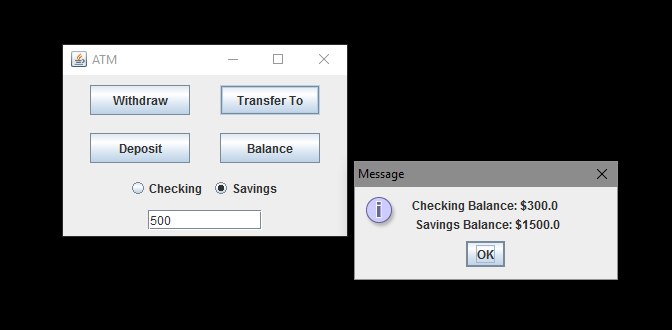 ATM
Withdraw Transfer To
Deposit Balance
Checking Savings
500
Message
Checking Balance: $300.0
Savings Balance: $1500.0
OK